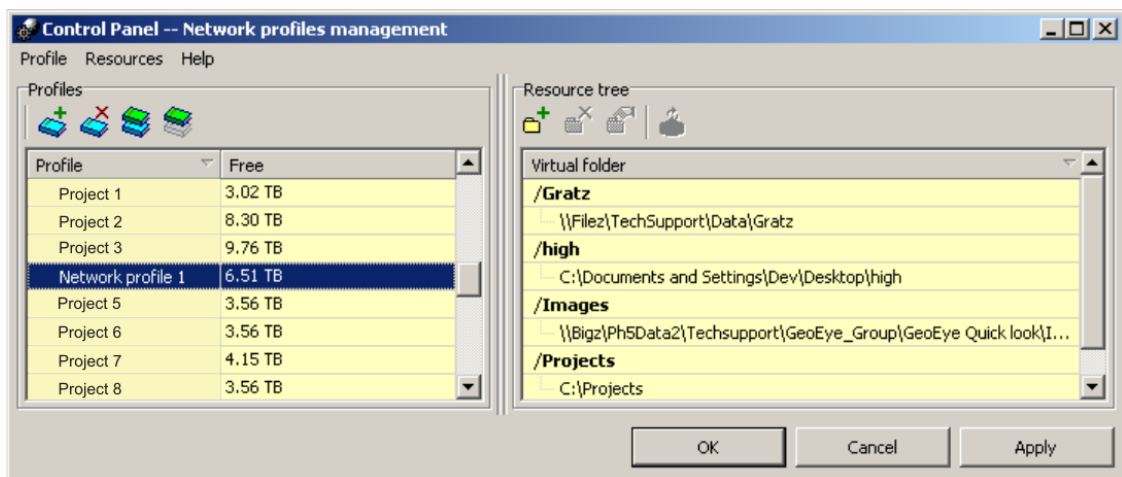 Control Panel -- Network profiles management
Profile Resources Help
Profiles
Profile Free
Project 1 3.02 TB
Project 2 8.30 TB
Project 3 9.76 TB
Network profile 1 6.51 TB
Project 5 3.56 TB
Project 6 3.56 TB
Project 7 4.15 TB
Project 8 3.56 TB
Resource tree
Virtual folder
/Gratz
\\Filez\TechSupport\Data\Gratz
/high
C:\Documents and Settings\Dev\Desktop\high
/Images
\\Bigz\Ph5Data2\Techsupport\GeoEye_Group\GeoEye Quick look\I...
/Projects
C:\Projects
OK Cancel Apply